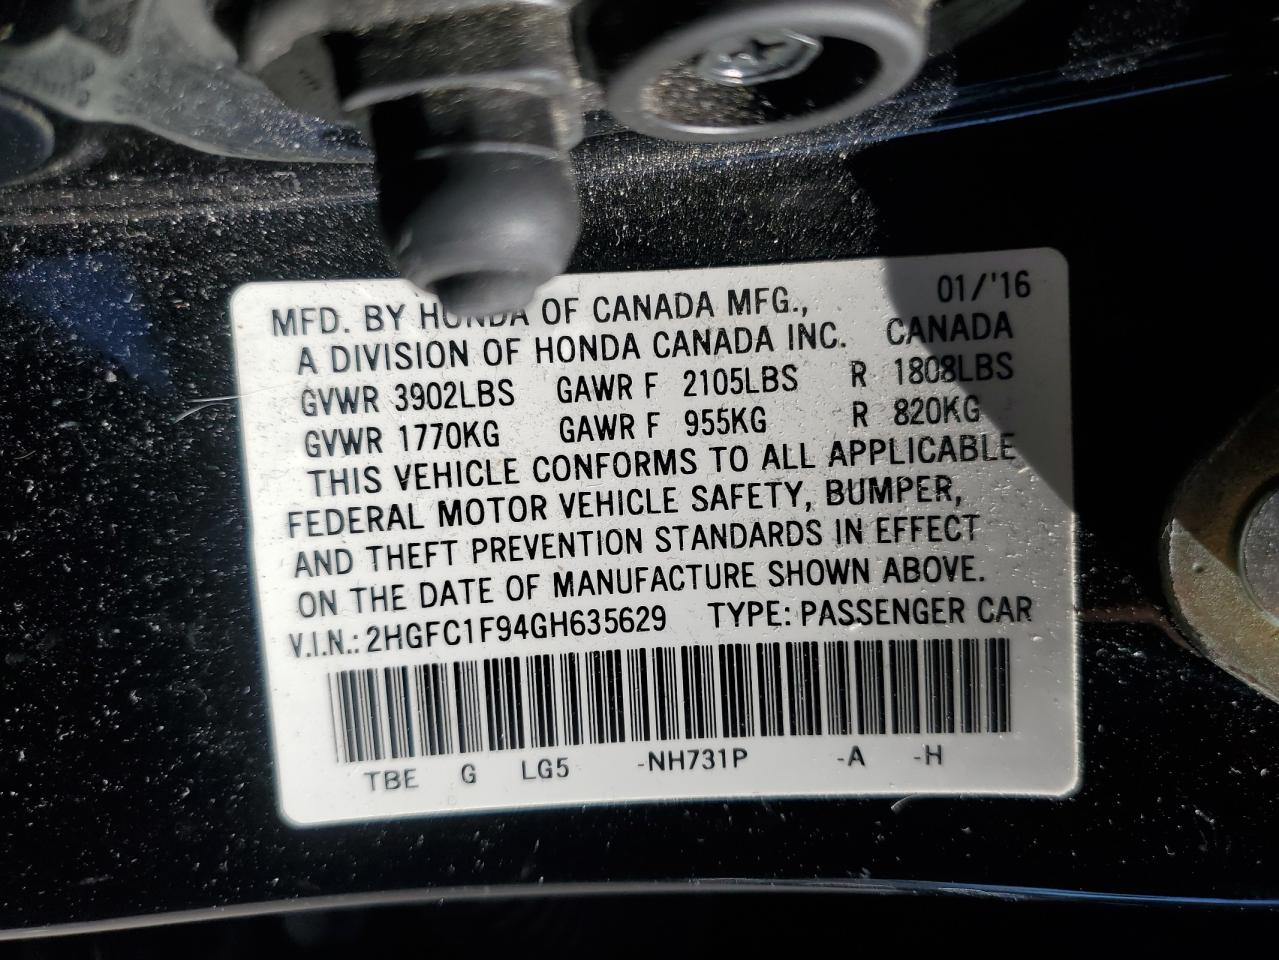 01/'16
MFD. BY HONDA OF CANADA MFG.,
A DIVISION OF HONDA CANADA INC. CANADA
GVWR 3902LBS GAWR F 2105LBS R 1808LBS
GVWR 1770KG GAWR F 955KG R 820KG
THIS VEHICLE CONFORMS TO ALL APPLICABLE
FEDERAL MOTOR VEHICLE SAFETY, BUMPER,
AND THEFT PREVENTION STANDARDS IN EFFECT
ON THE DATE OF MANUFACTURE SHOWN ABOVE.
V.I.N.: 2HGFC1F94GH635629 TYPE: PASSENGER CAR
TBE G LG5 -NH731P -A -H